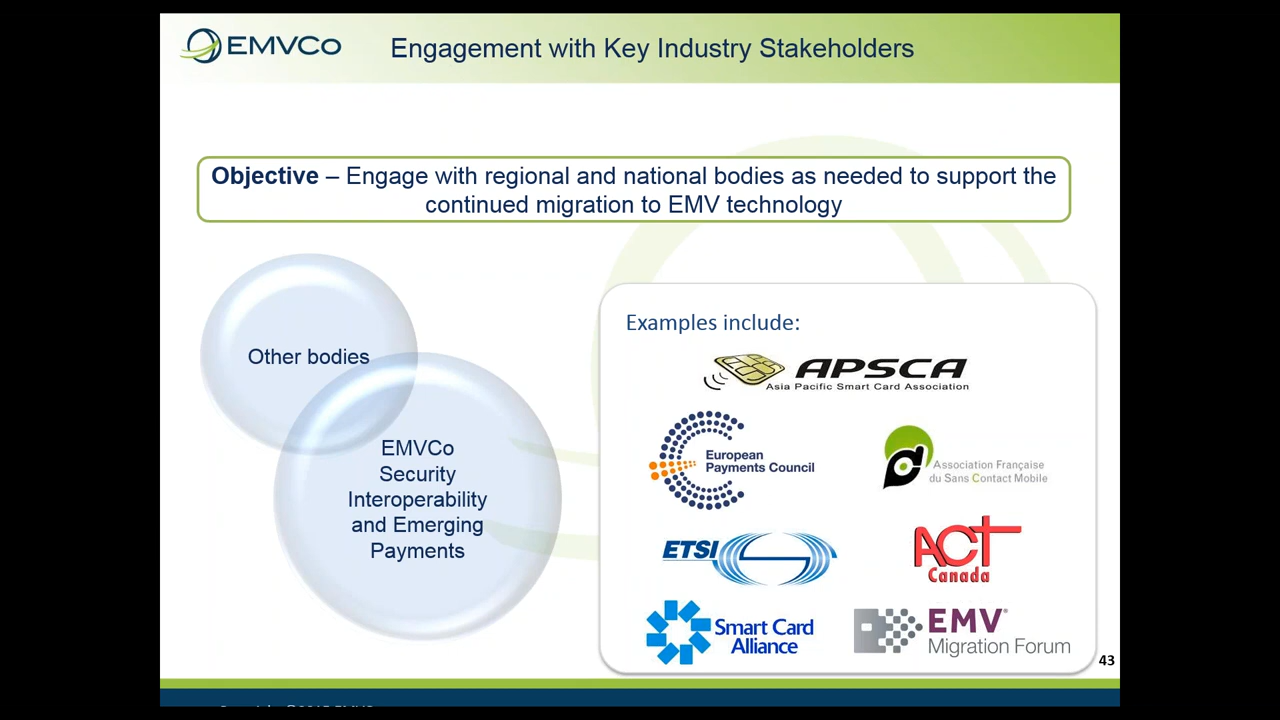 EMVCo
Engagement with Key Industry Stakeholders
Objective – Engage with regional and national bodies as needed to support the
continued migration to EMV technology
Other bodies
EMVCo
Security
Interoperability
and Emerging
Payments
Examples include:
APSCA
Asia Pacific Smart Card Association
European
Payments Council
Association Française
du Sans Contact Mobile
ETSI
ACT
Canada
Smart Card
Alliance
EMV®
Migration Forum
43